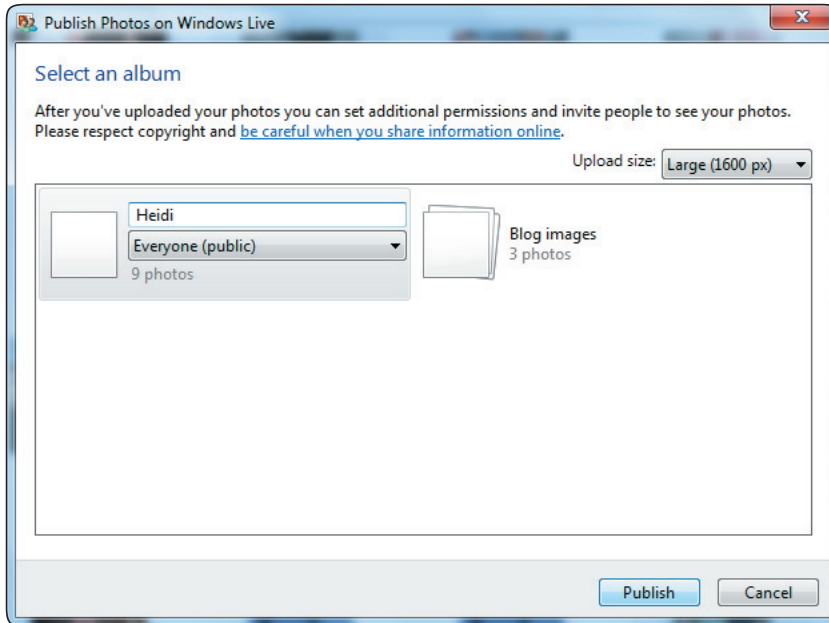 Publish Photos on Windows Live
Select an album
After you've uploaded your photos you can set additional permissions and invite people to see your photos.
Please respect copyright and be careful when you share information online.
Upload size: Large (1600 px)
Heidi
Everyone (public)
9 photos
Blog images
3 photos
Publish Cancel